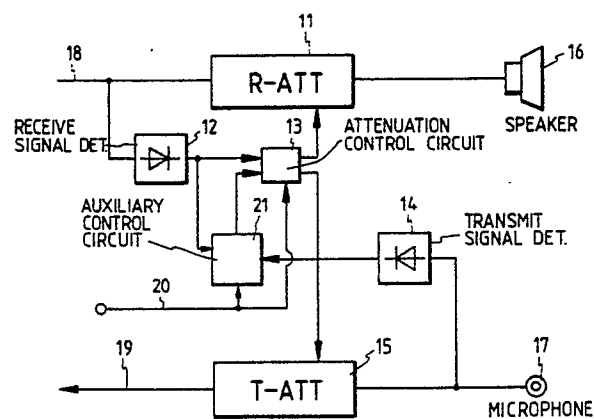 11
18
R-ATT
16
RECEIVE
SIGNAL DET.
12
13
ATTENUATION
CONTROL CIRCUIT
SPEAKER
AUXILIARY
CONTROL
CIRCUIT
21
14
TRANSMIT
SIGNAL DET.
20
19
15
T-ATT
17
MICROPHONE